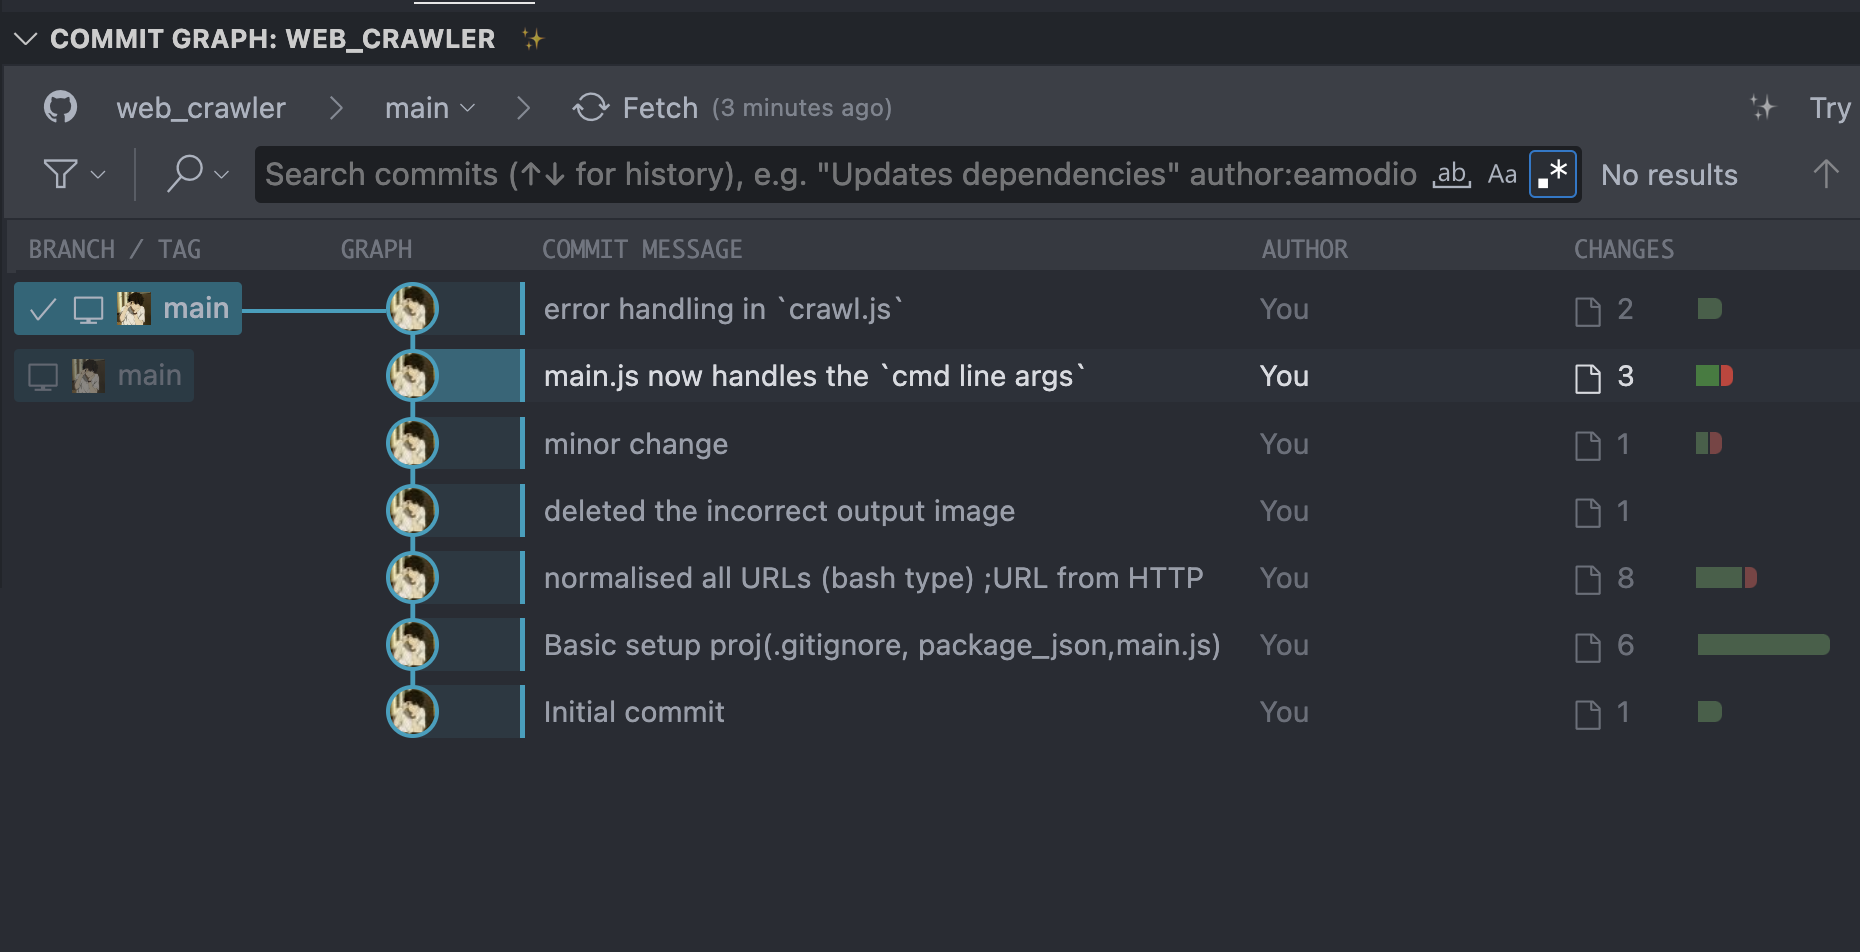 COMMIT GRAPH: WEB_CRAWLER
web_crawler main Fetch (3 minutes ago) Try
Search commits (↑↓ for history), e.g. "Updates dependencies" author:eamodio ab Aa .* No results
BRANCH / TAG GRAPH COMMIT MESSAGE AUTHOR CHANGES
main error handling in `crawl.js` You 2
main main.js now handles the `cmd line args` You 3
minor change You 1
deleted the incorrect output image You 1
normalised all URLs (bash type) ;URL from HTTP You 8
Basic setup proj(.gitignore, package_json,main.js) You 6
Initial commit You 1